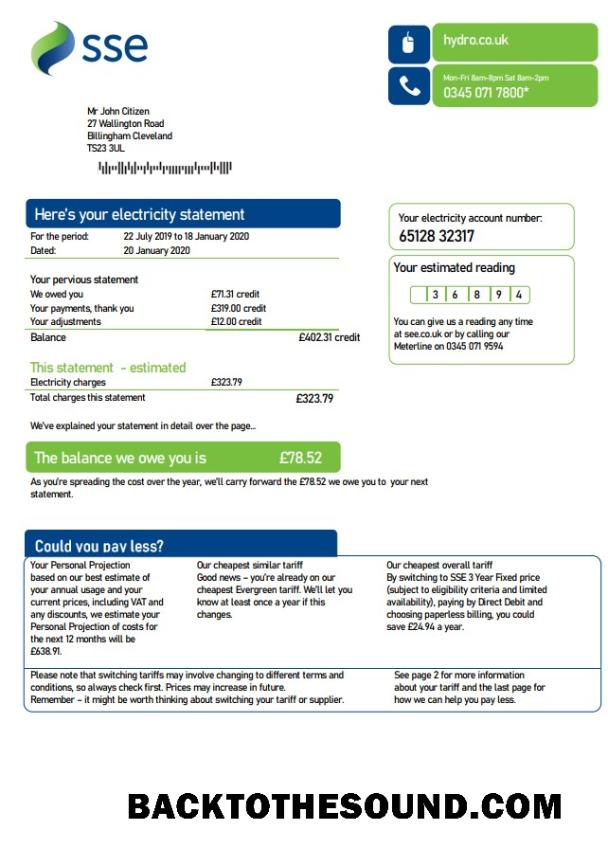 sse
hydro.co.uk
Mon-Fri 8am-8pm Sat 8am-2pm
0345 071 7800*
Mr John Citizen
27 Wallington Road
Billingham Cleveland
TS23 3UL
Here's your electricity statement
For the period: 22 July 2019 to 18 January 2020
Dated: 20 January 2020
Your electricity account number:
65128 32317
Your pervious statement
We owed you £71.31 credit
Your payments, thank you £319.00 credit
Your adjustments £12.00 credit
Balance £402.31 credit
Your estimated reading
3 6 8 9 4
You can give us a reading any time
at see.co.uk or by calling our
Meterline on 0345 071 9594
This statement - estimated
Electricity charges £323.79
Total charges this statement £323.79
We've explained your statement in detail over the page...
The balance we owe you is £78.52
As you're spreading the cost over the year, we'll carry forward the £78.52 we owe you to your next
statement.
Could you pay less?
Your Personal Projection
based on our best estimate of
your annual usage and your
current prices, including VAT and
any discounts, we estimate your
Personal Projection of costs for
the next 12 months will be
£638.91.
Our cheapest similar tariff
Good news – you're already on our
cheapest Evergreen tariff. We'll let you
know at least once a year if this
changes.
Our cheapest overall tariff
By switching to SSE 3 Year Fixed price
(subject to eligibility criteria and limited
availability), paying by Direct Debit and
choosing paperless billing, you could
save £24.94 a year.
Please note that switching tariffs may involve changing to different terms and
conditions, so always check first. Prices may increase in future.
Remember – it might be worth thinking about switching your tariff or supplier.
See page 2 for more information
about your tariff and the last page for
how we can help you pay less.
BACKTOTHESOUND.COM